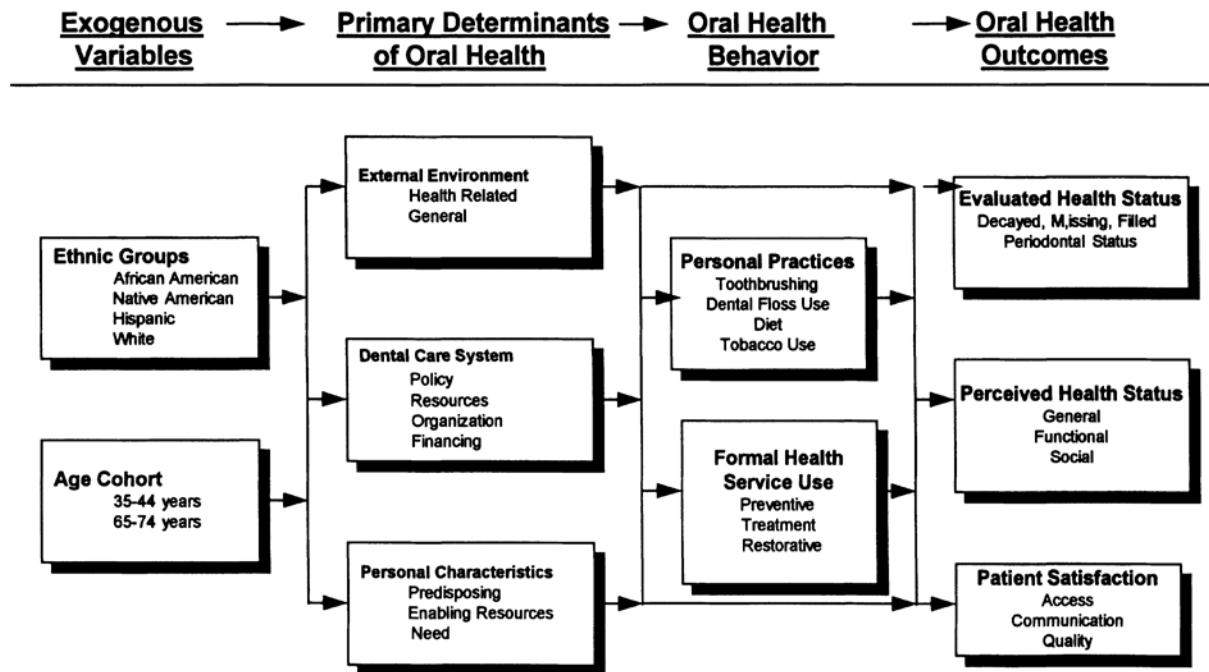 Exogenous
Variables
Primary Determinants
of Oral Health
Oral Health
Behavior
Oral Health
Outcomes
Ethnic Groups
African American
Native American
Hispanic
White
Age Cohort
35-44 years
65-74 years
External Environment
Health Related
General
Dental Care System
Policy
Resources
Organization
Financing
Personal Characteristics
Predisposing
Enabling Resources
Need
Personal Practices
Toothbrushing
Dental Floss Use
Diet
Tobacco Use
Formal Health
Service Use
Preventive
Treatment
Restorative
Evaluated Health Status
Decayed, M,issing, Filled
Periodontal Status
Perceived Health Status
General
Functional
Social
Patient Satisfaction
Access
Communication
Quality